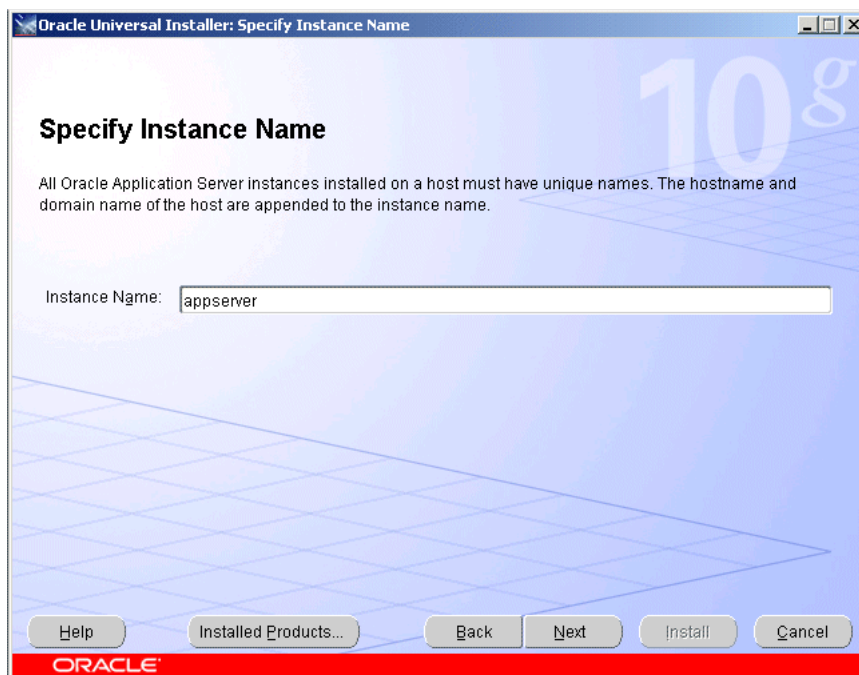 Oracle Universal Installer: Specify Instance Name
10g
Specify Instance Name
All Oracle Application Server instances installed on a host must have unique names. The hostname and
domain name of the host are appended to the instance name.
Instance Name: appserver
Help Installed Products... Back Next Install Cancel
ORACLE